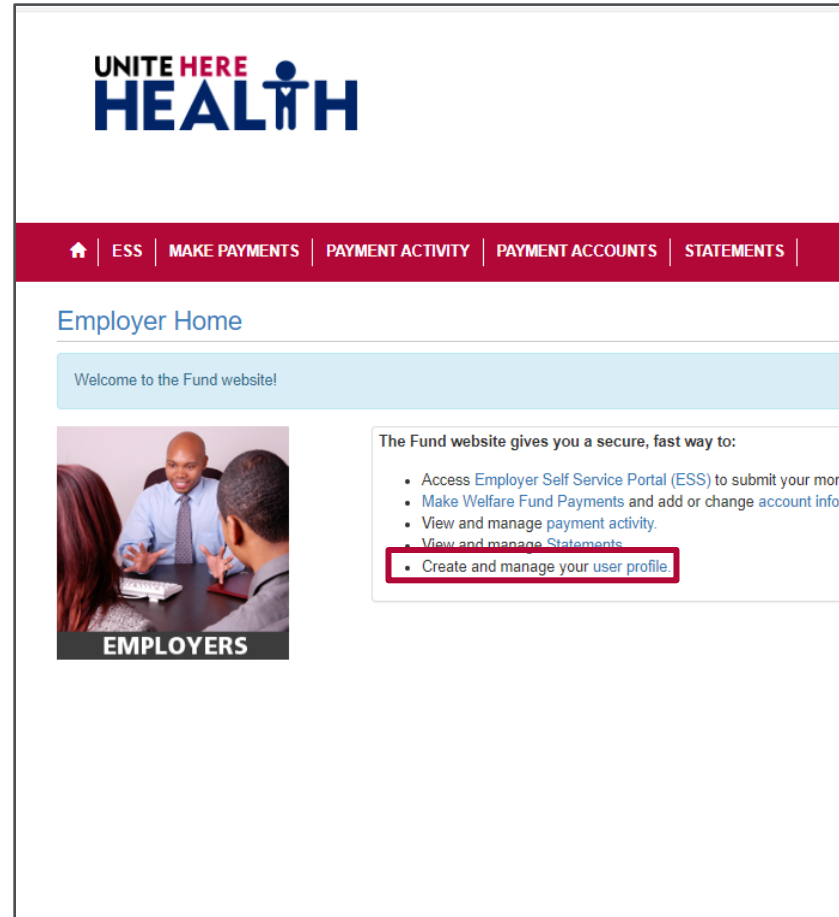 UNITE HERE
HEALTH
ESS
MAKE PAYMENTS
PAYMENT ACTIVITY
PAYMENT ACCOUNTS
STATEMENTS
Employer Home
Welcome to the Fund website!
EMPLOYERS
The Fund website gives you a secure, fast way to:
Access Employer Self Service Portal (ESS) to submit your
Make Welfare Fund Payments and add or change account
View and manage payment activity.
View and manage Statements
Create and manage your user profile.